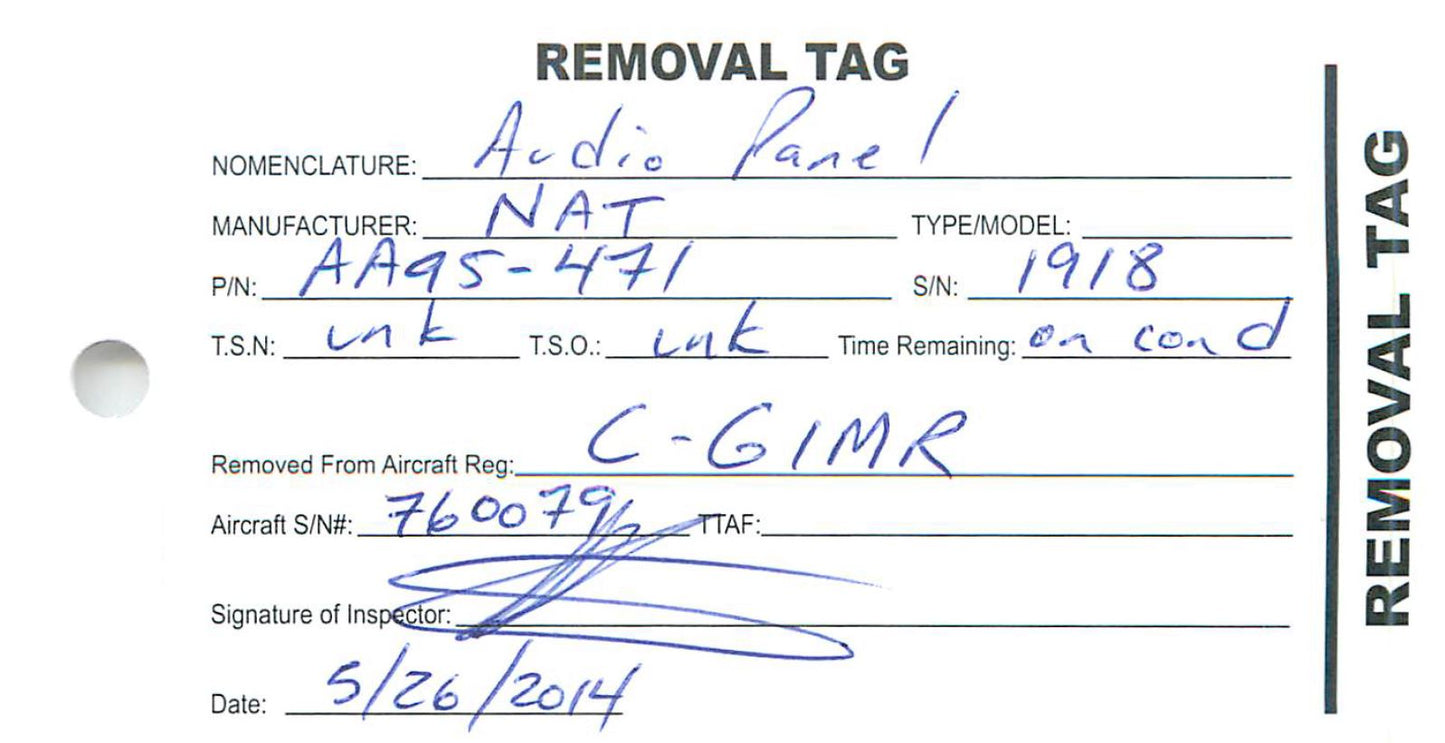 REMOVAL TAG
NOMENCLATURE: Audio Panel
MANUFACTURER: NAT TYPE/MODEL:
P/N: AA95-471 S/N: 1918
T.S.N: unk T.S.O.: unk Time Remaining: on cond
Removed From Aircraft Reg: C-GIMR
Aircraft S/N#: 760079 TTAF:
Signature of Inspector:
Date: 5/26/2014
REMOVAL TAG